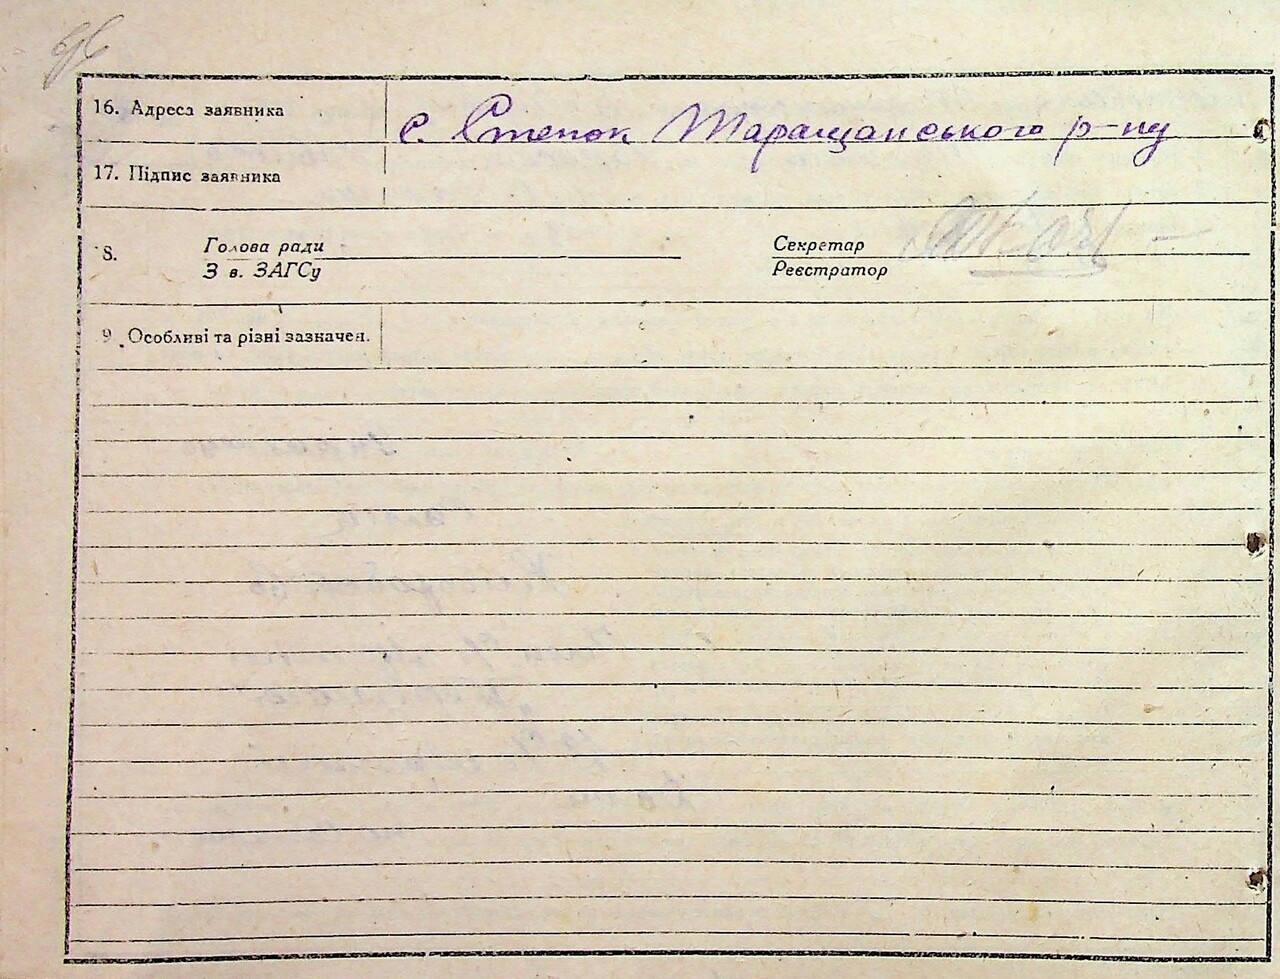 16. Адреса заявника с. Степок Таращанського р-ну
17. Підпис заявника
8. Голова ради Секретар
З в. ЗАГСу Реєстратор
9. Особливі та різні зазначен.